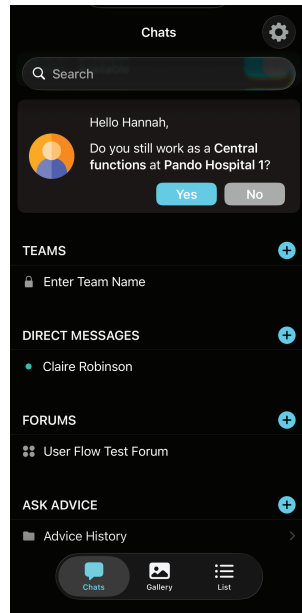 Chats
Search
Hello Hannah,
Do you still work as a Central
functions at Pando Hospital 1?
Yes No
TEAMS
Enter Team Name
DIRECT MESSAGES
Claire Robinson
FORUMS
User Flow Test Forum
ASK ADVICE
Advice History
Chats Gallery List